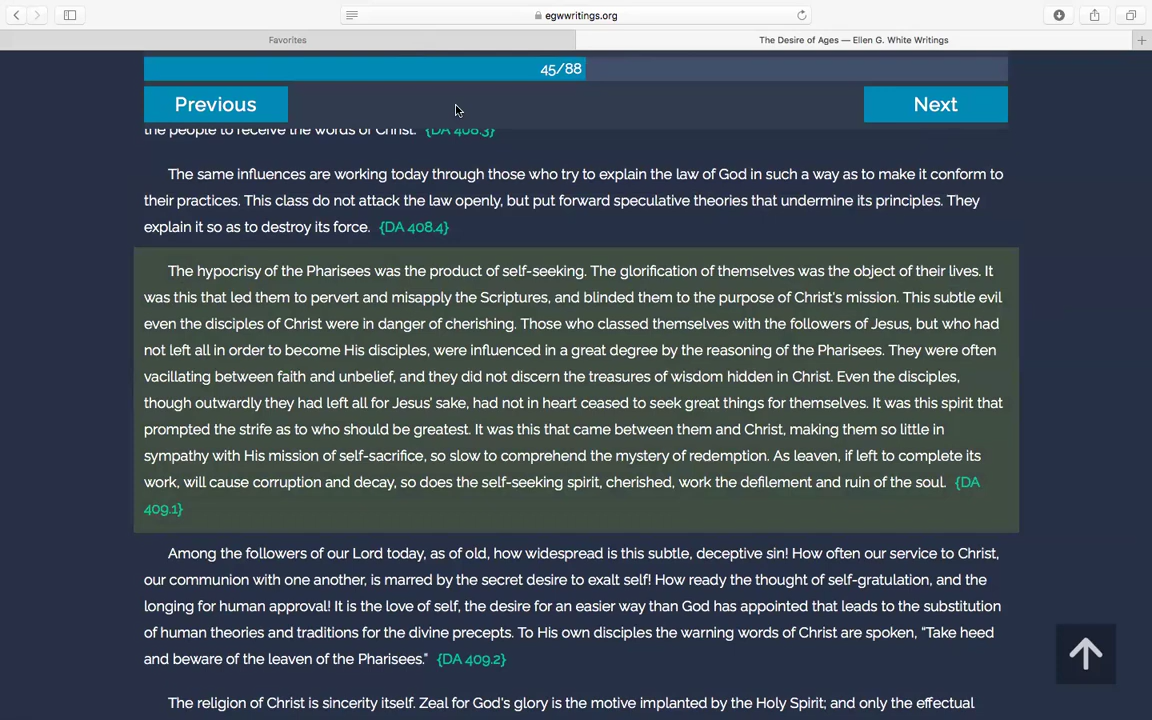 egwwritings.org
Favorites
The Desire of Ages — Ellen G. White Writings
45/88
Previous
Next
the people to receive the words of Christ. {DA 408.3}
The same influences are working today through those who try to explain the law of God in such a way as to make it conform to
their practices. This class do not attack the law openly, but put forward speculative theories that undermine its principles. They
explain it so as to destroy its force. {DA 408.4}
The hypocrisy of the Pharisees was the product of self-seeking. The glorification of themselves was the object of their lives. It
was this that led them to pervert and misapply the Scriptures, and blinded them to the purpose of Christ's mission. This subtle evil
even the disciples of Christ were in danger of cherishing. Those who classed themselves with the followers of Jesus, but who had
not left all in order to become His disciples, were influenced in a great degree by the reasoning of the Pharisees. They were often
vacillating between faith and unbelief, and they did not discern the treasures of wisdom hidden in Christ. Even the disciples,
though outwardly they had left all for Jesus' sake, had not in heart ceased to seek great things for themselves. It was this spirit that
prompted the strife as to who should be greatest. It was this that came between them and Christ, making them so little in
sympathy with His mission of self-sacrifice, so slow to comprehend the mystery of redemption. As leaven, if left to complete its
work, will cause corruption and decay, so does the self-seeking spirit, cherished, work the defilement and ruin of the soul. {DA
409.1}
Among the followers of our Lord today, as of old, how widespread is this subtle, deceptive sin! How often our service to Christ,
our communion with one another, is marred by the secret desire to exalt self! How ready the thought of self-gratulation, and the
longing for human approval! It is the love of self, the desire for an easier way than God has appointed that leads to the substitution
of human theories and traditions for the divine precepts. To His own disciples the warning words of Christ are spoken, “Take heed
and beware of the leaven of the Pharisees.” {DA 409.2}
The religion of Christ is sincerity itself. Zeal for God's glory is the motive implanted by the Holy Spirit; and only the effectual